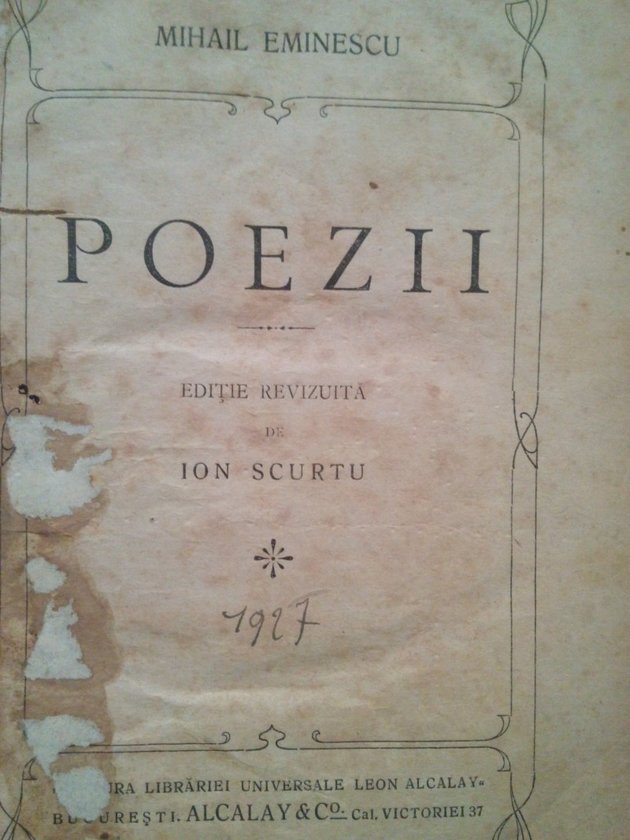 MIHAIL EMINESCU
POEZII
EDIȚIE REVIZUITĂ
DE
ION SCURTU
1927
LIBRĂRIEI UNIVERSALE LEON ALCALAY“
BUCUREȘTI. ALCALAY & Co. Cal. VICTORIEI 37